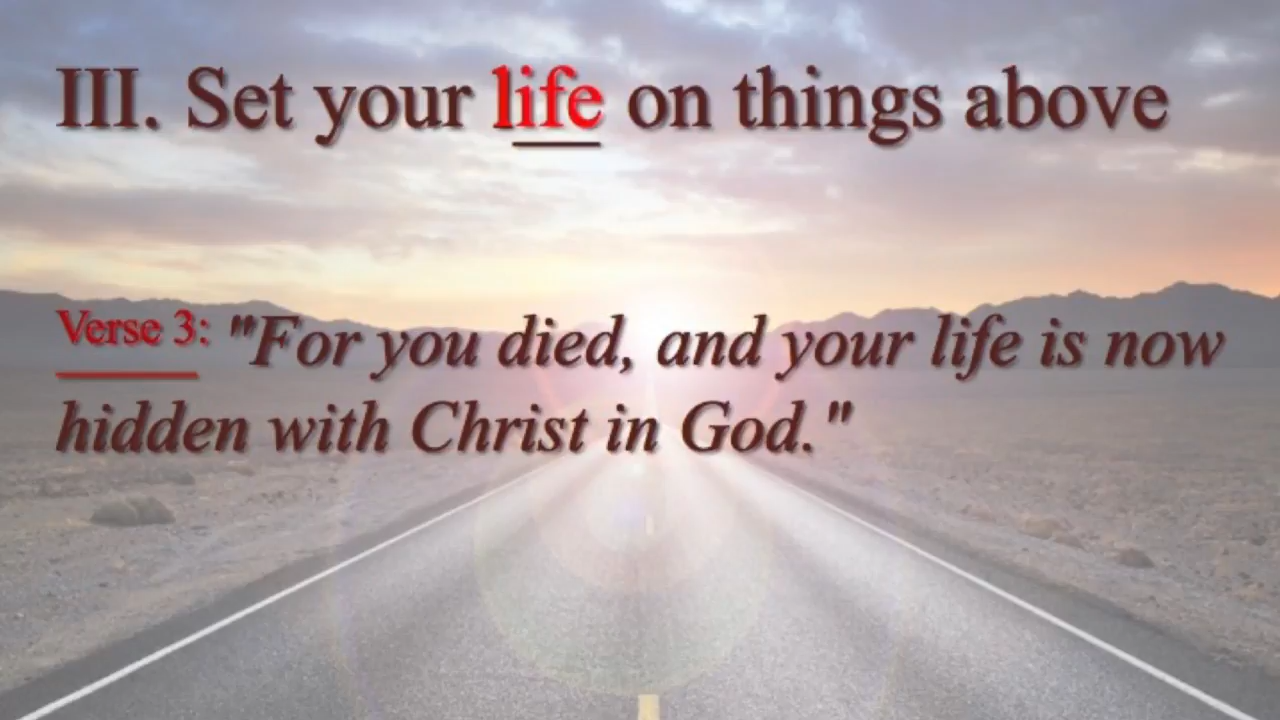 III. Set your life on things above
Verse 3: "For you died, and your life is now
hidden with Christ in God."